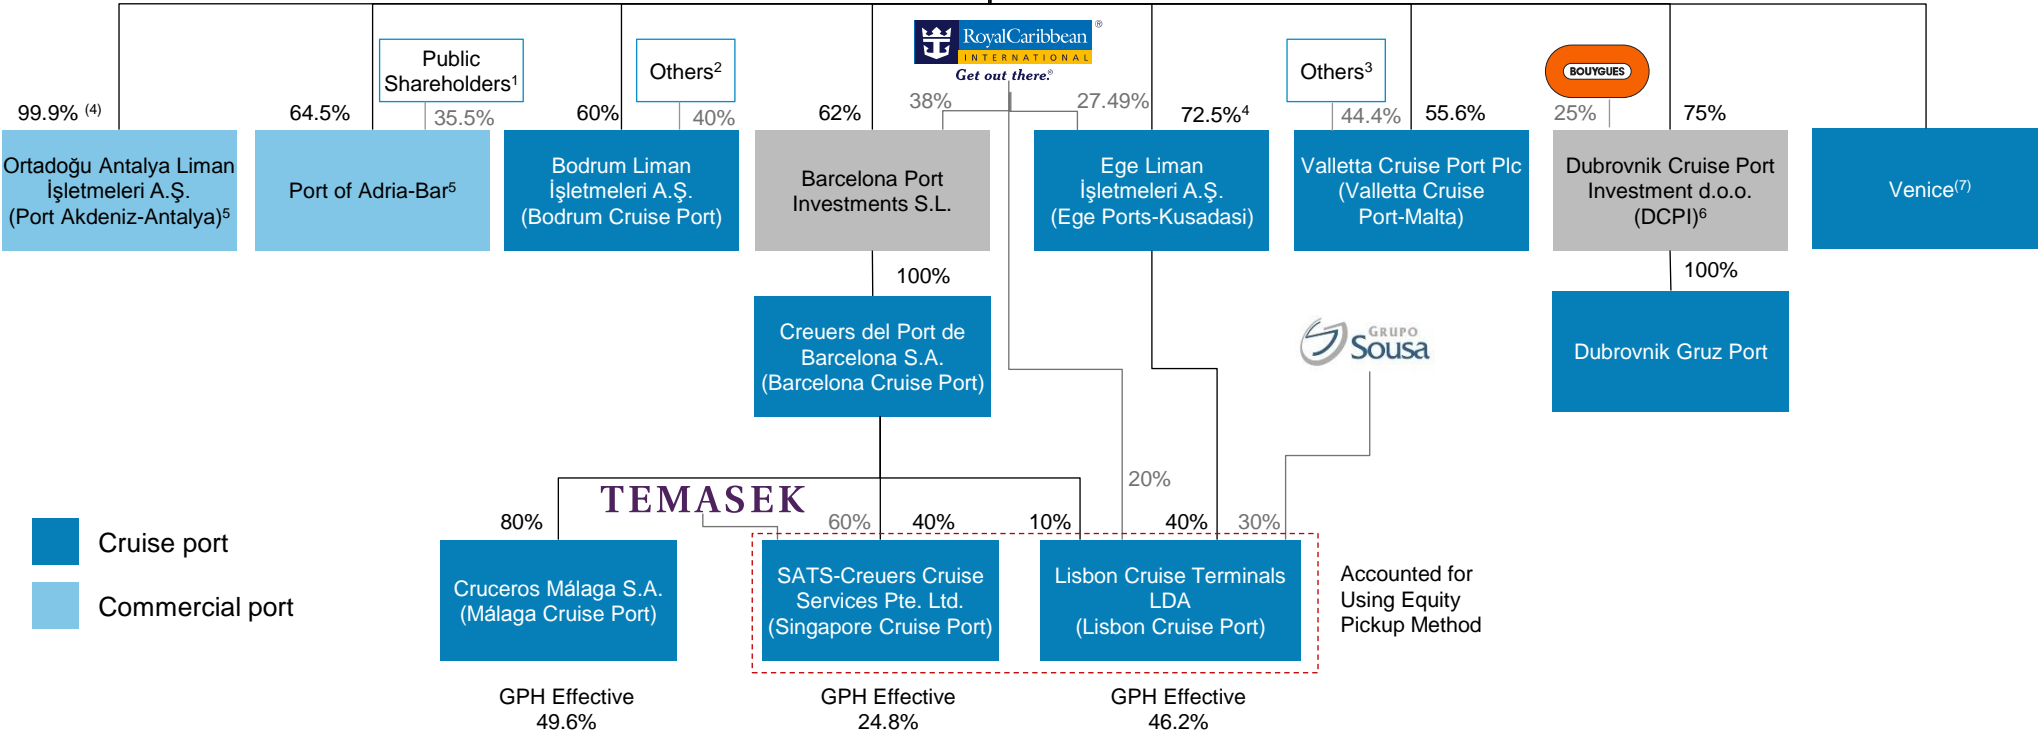 RoyalCaribbean ®
INTERNATIONAL
Get out there.®
Public
Shareholders¹
Others²
Others³
BOUYGUES
99.9% (4)
64.5%
35.5%
60%
40%
62%
38%
27.49%
72.5%⁴
44.4%
55.6%
25%
75%
Ortadoğu Antalya Liman
İşletmeleri A.Ş.
(Port Akdeniz-Antalya)⁵
Port of Adria-Bar⁵
Bodrum Liman
İşletmeleri A.Ş.
(Bodrum Cruise Port)
Barcelona Port
Investments S.L.
Ege Liman
İşletmeleri A.Ş.
(Ege Ports-Kusadasi)
Valletta Cruise Port Plc
(Valletta Cruise
Port-Malta)
Dubrovnik Cruise Port
Investment d.o.o.
(DCPI)⁶
Venice⁽⁷⁾
100%
100%
Creuers del Port de
Barcelona S.A.
(Barcelona Cruise Port)
GRUPO
Sousa
Dubrovnik Gruz Port
TEMASEK
20%
80%
60%
40%
10%
40%
30%
Cruise port
Commercial port
Cruceros Málaga S.A.
(Málaga Cruise Port)
SATS-Creuers Cruise
Services Pte. Ltd.
(Singapore Cruise Port)
Lisbon Cruise Terminals
LDA
(Lisbon Cruise Port)
Accounted for
Using Equity
Pickup Method
GPH Effective
49.6%
GPH Effective
24.8%
GPH Effective
46.2%